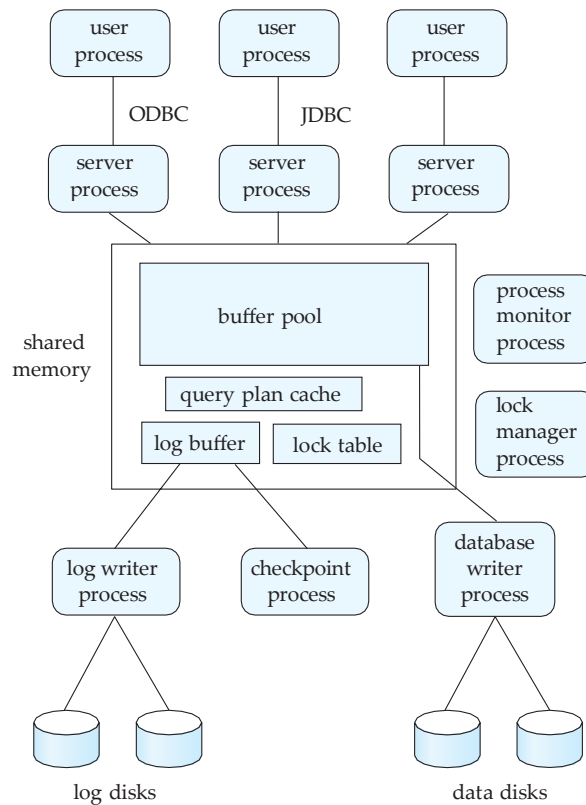 user
process
user
process
user
process
ODBC
JDBC
server
process
server
process
server
process
shared
memory
buffer pool
query plan cache
log buffer
lock table
process
monitor
process
lock
manager
process
log writer
process
checkpoint
process
database
writer
process
log disks
data disks